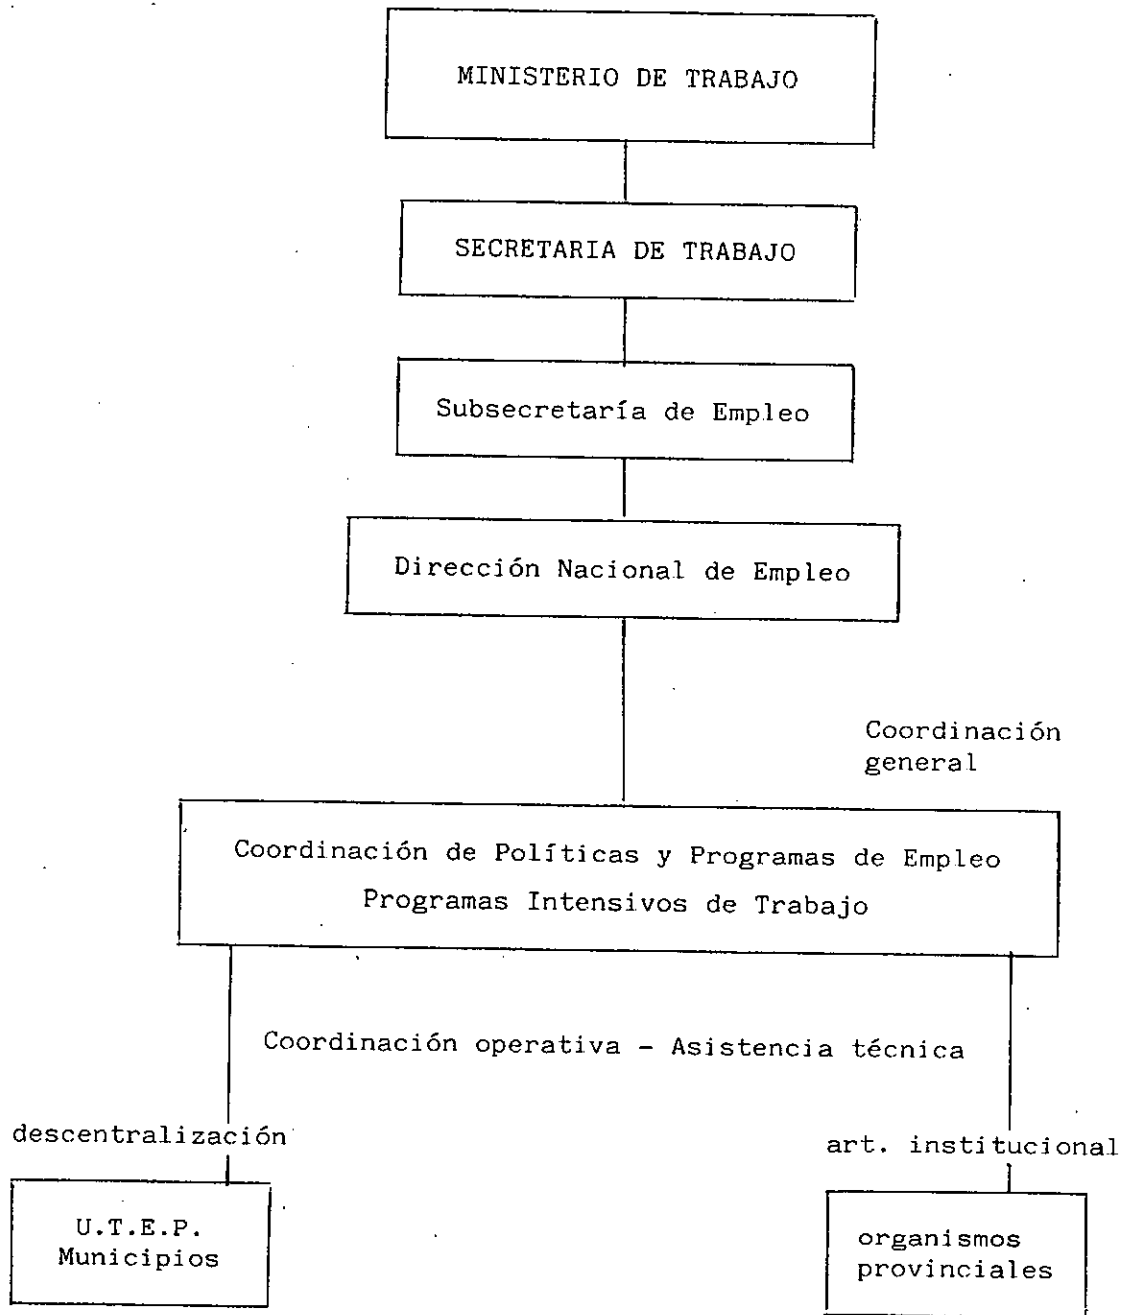 MINISTERIO DE TRABAJO
SECRETARIA DE TRABAJO
Subsecretaría de Empleo
Dirección Nacional de Empleo
Coordinación
general
Coordinación de Políticas y Programas de Empleo
Programas Intensivos de Trabajo
Coordinación operativa - Asistencia técnica
descentralización
art. institucional
U.T.E.P.
Municipios
organismos
provinciales